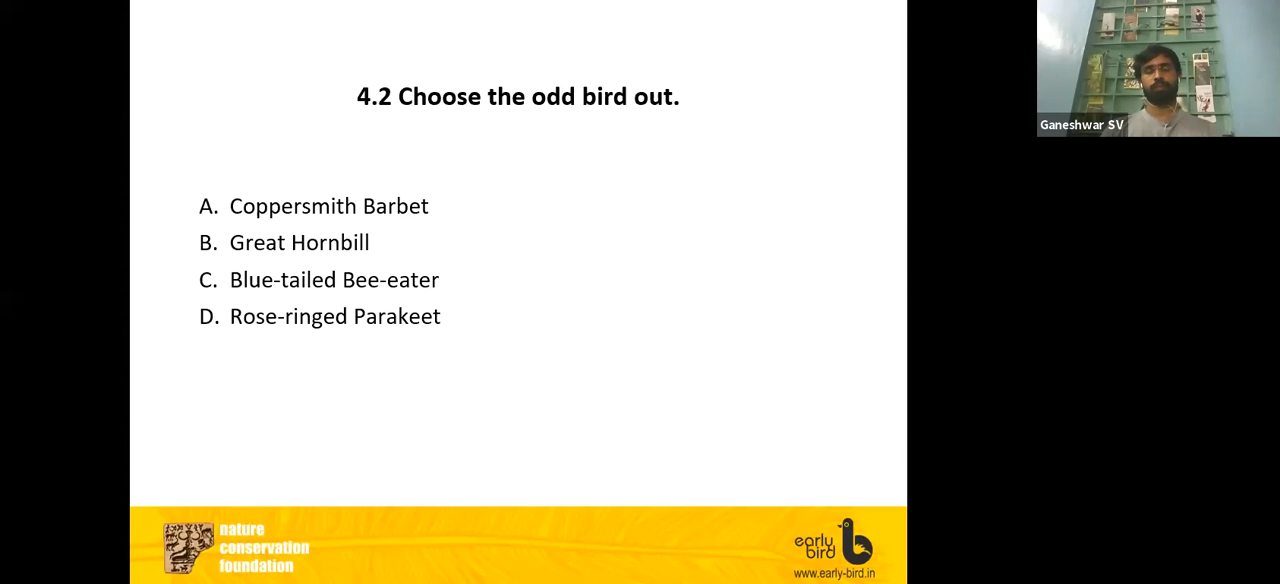 4.2 Choose the odd bird out.
A. Coppersmith Barbet
B. Great Hornbill
C. Blue-tailed Bee-eater
D. Rose-ringed Parakeet
Ganeshwar SV
nature
conservation
foundation
early
bird
www.early-bird.in